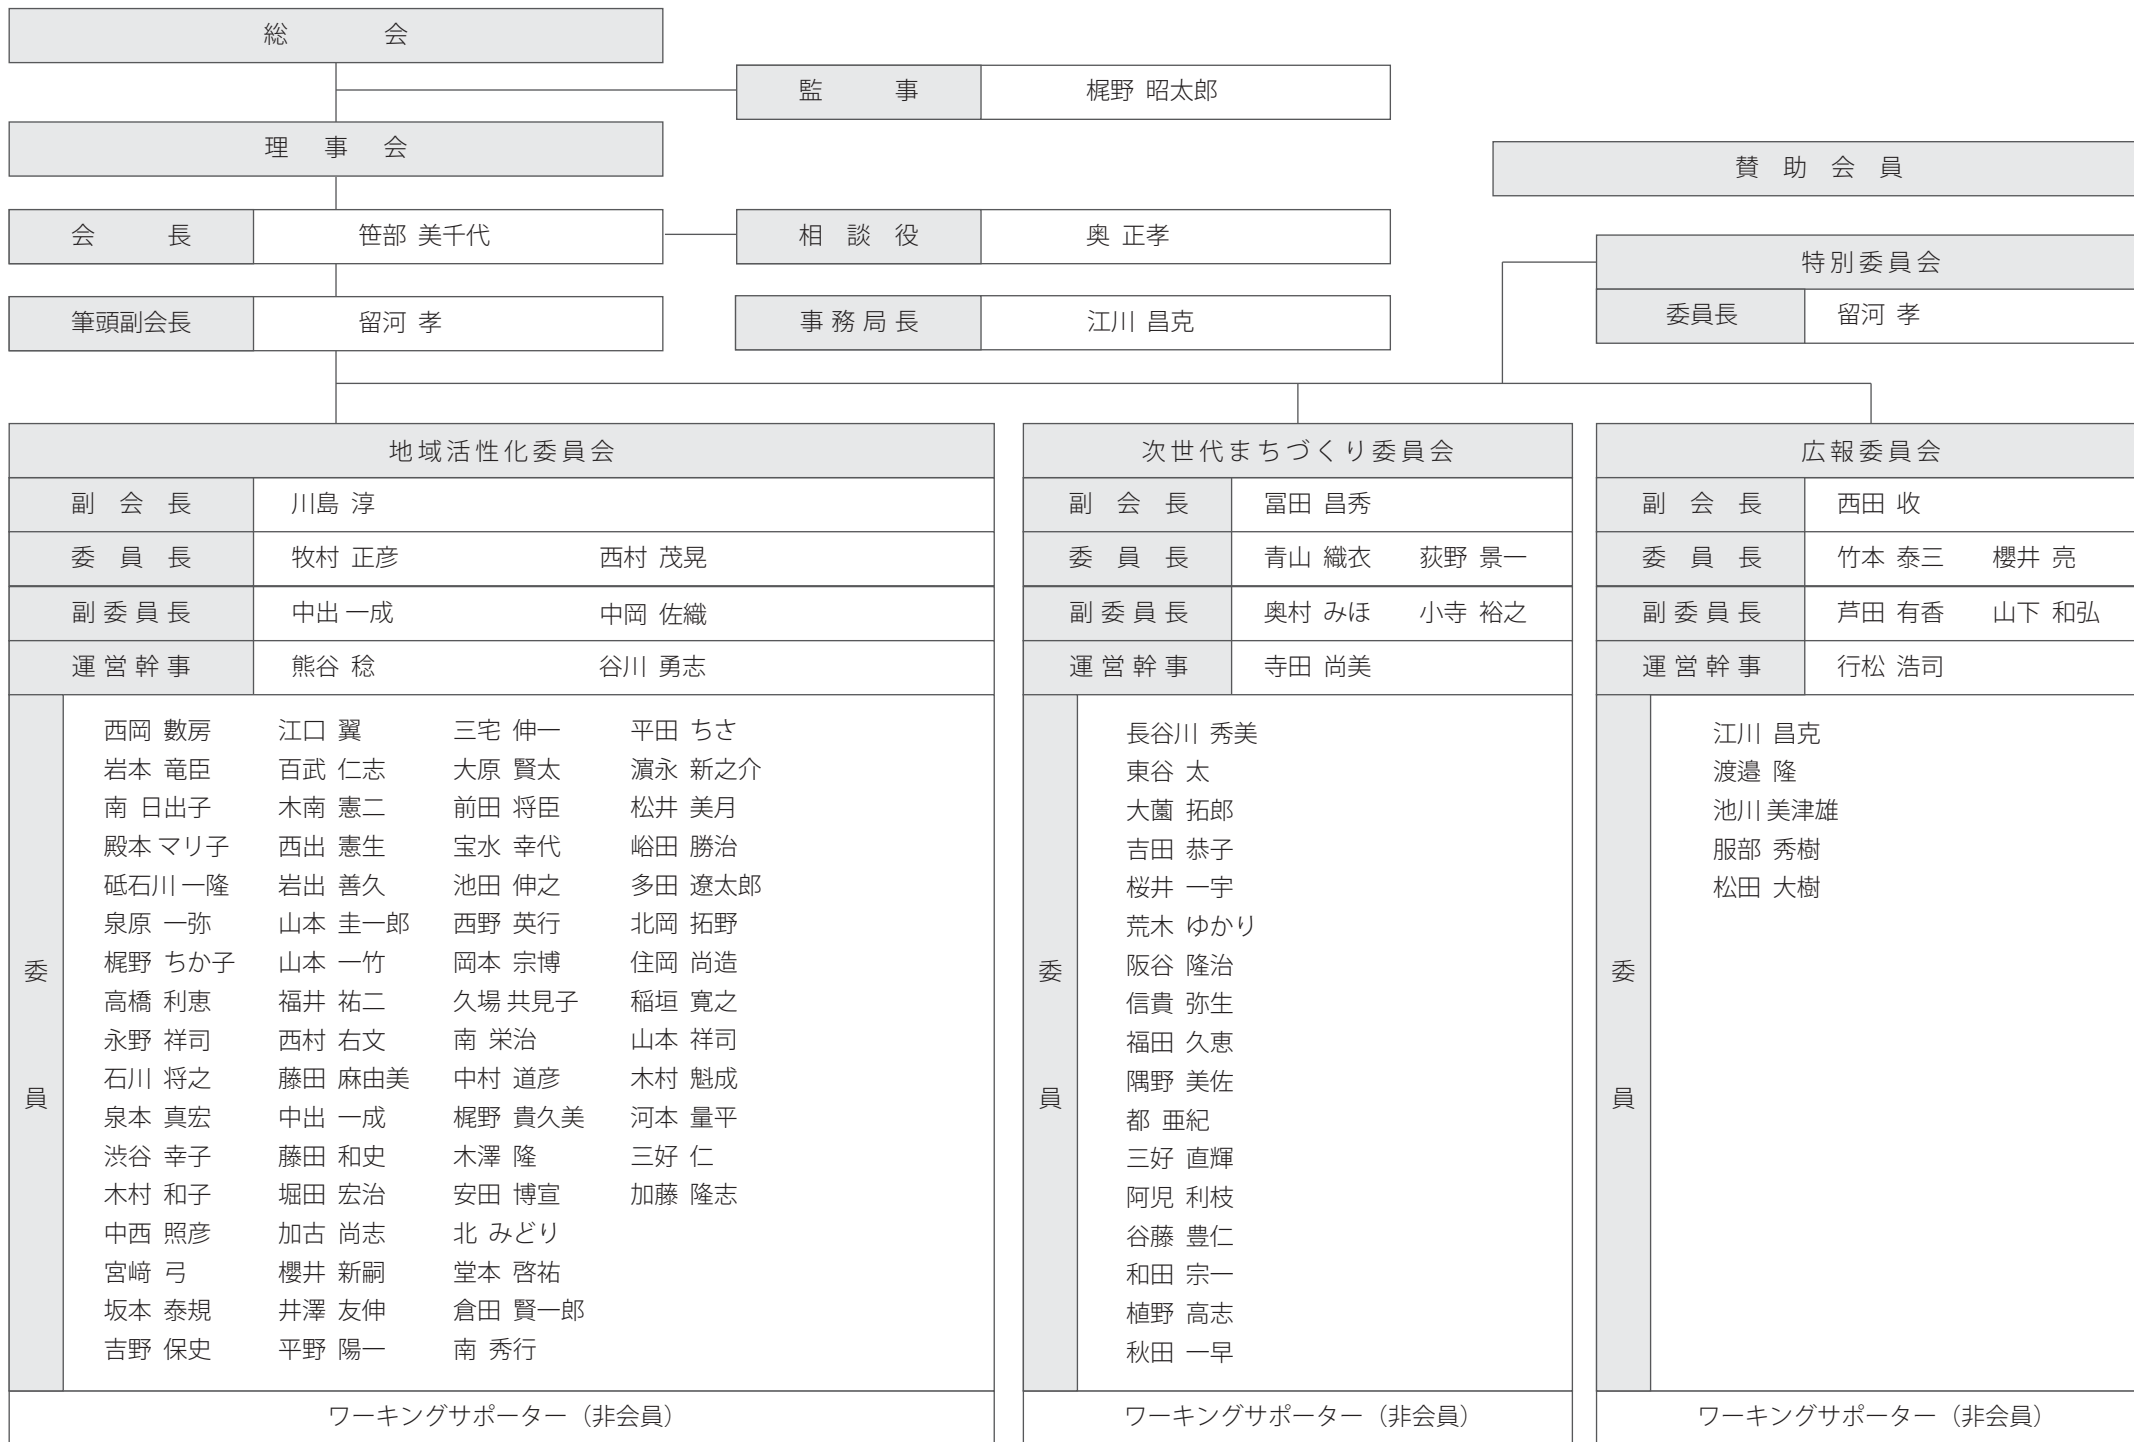 総会
監事 梶野 昭太郎
理事会
賛助会員
会長 笹部 美千代
相談役 奥 正孝
特別委員会
委員長 留河 孝
筆頭副会長 留河 孝
事務局長 江川 昌克
地域活性化委員会
副会長 川島 淳
委員長 牧村 正彦 西村 茂晃
副委員長 中出 一成 中岡 佐織
運営幹事 熊谷 稔 谷川 勇志
委員
西岡 數房 江口 翼 三宅 伸一 平田 ちさ
岩本 竜臣 百武 仁志 大原 賢太 濵永 新之介
南 日出子 木南 憲二 前田 将臣 松井 美月
殿本 マリ子 西出 憲生 宝水 幸代 峪田 勝治
砥石川 一隆 岩出 善久 池田 伸之 多田 遼太郎
泉原 一弥 山本 圭一郎 西野 英行 北岡 拓野
梶野 ちか子 山本 一竹 岡本 宗博 住岡 尚造
高橋 利恵 福井 祐二 久場 共見子 稲垣 寛之
永野 祥司 西村 右文 南 栄治 山本 祥司
石川 将之 藤田 麻由美 中村 道彦 木村 魁成
泉本 真宏 中出 一成 梶野 貴久美 河本 量平
渋谷 幸子 藤田 和史 木澤 隆 三好 仁
木村 和子 堀田 宏治 安田 博宣 加藤 隆志
中西 照彦 加古 尚志 北 みどり
宮﨑 弓 櫻井 新嗣 堂本 啓祐
坂本 泰規 井澤 友伸 倉田 賢一郎
吉野 保史 平野 陽一 南 秀行
ワーキングサポーター（非会員）
次世代まちづくり委員会
副会長 冨田 昌秀
委員長 青山 織衣 荻野 景一
副委員長 奥村 みほ 小寺 裕之
運営幹事 寺田 尚美
委員
長谷川 秀美
東谷 太
大薗 拓郎
吉田 恭子
桜井 一宇
荒木 ゆかり
阪谷 隆治
信貴 弥生
福田 久恵
隅野 美佐
都 亜紀
三好 直輝
阿児 利枝
谷藤 豊仁
和田 宗一
植野 高志
秋田 一早
ワーキングサポーター（非会員）
広報委員会
副会長 西田 收
委員長 竹本 泰三 櫻井 亮
副委員長 芦田 有香 山下 和弘
運営幹事 行松 浩司
委員
江川 昌克
渡邉 隆
池川 美津雄
服部 秀樹
松田 大樹
ワーキングサポーター（非会員）